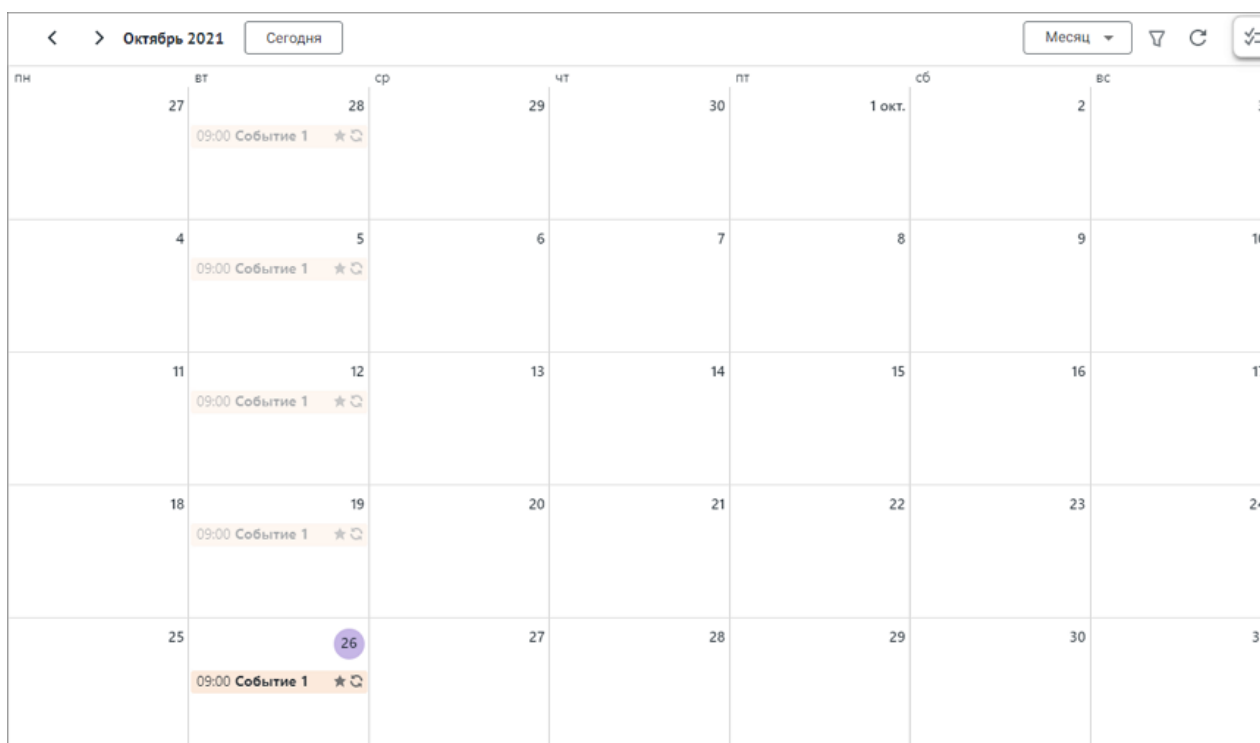 Октябрь 2021 Сегодня Месяц
пн вт ср чт пт сб вс
27 28 29 30 1 окт. 2
09:00 Событие 1
4 5 6 7 8 9
09:00 Событие 1
11 12 13 14 15 16
09:00 Событие 1
18 19 20 21 22 23
09:00 Событие 1
25 26 27 28 29 30
09:00 Событие 1